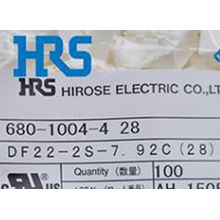 HRS
HRS HIROSE ELECTRIC CO.,LT
680-1004-4 28
DF22-2S-7.92C(28)
Quantity(数量) 100